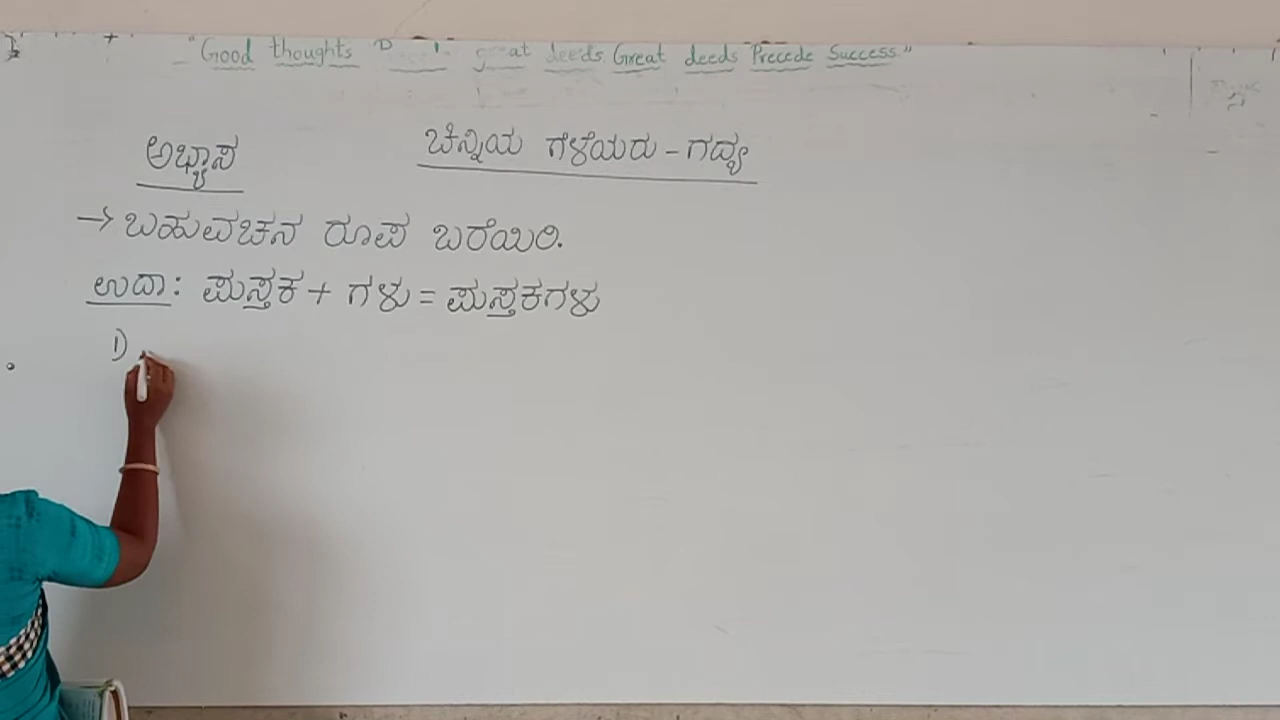 "Good thoughts great deeds Great deeds Precede Success."
ಅಭ್ಯಾಸ ಚಿನ್ನಿಯ ಗೆಳೆಯರು - ಗದ್ಯ
→ ಬಹುವಚನ ರೂಪ ಬರೆಯಿರಿ.
ಉದಾ: ಪುಸ್ತಕ + ಗಳು = ಪುಸ್ತಕಗಳು
1)